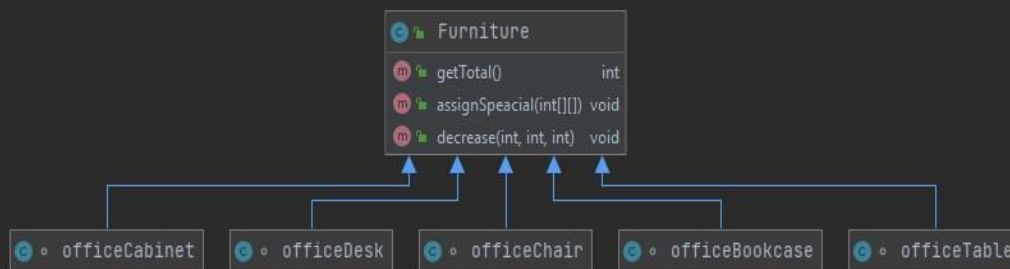 Furniture
getTotal() int
assignSpeacial(int[][]) void
decrease(int, int, int) void
officeCabinet officeDesk officeChair officeBookcase officeTable